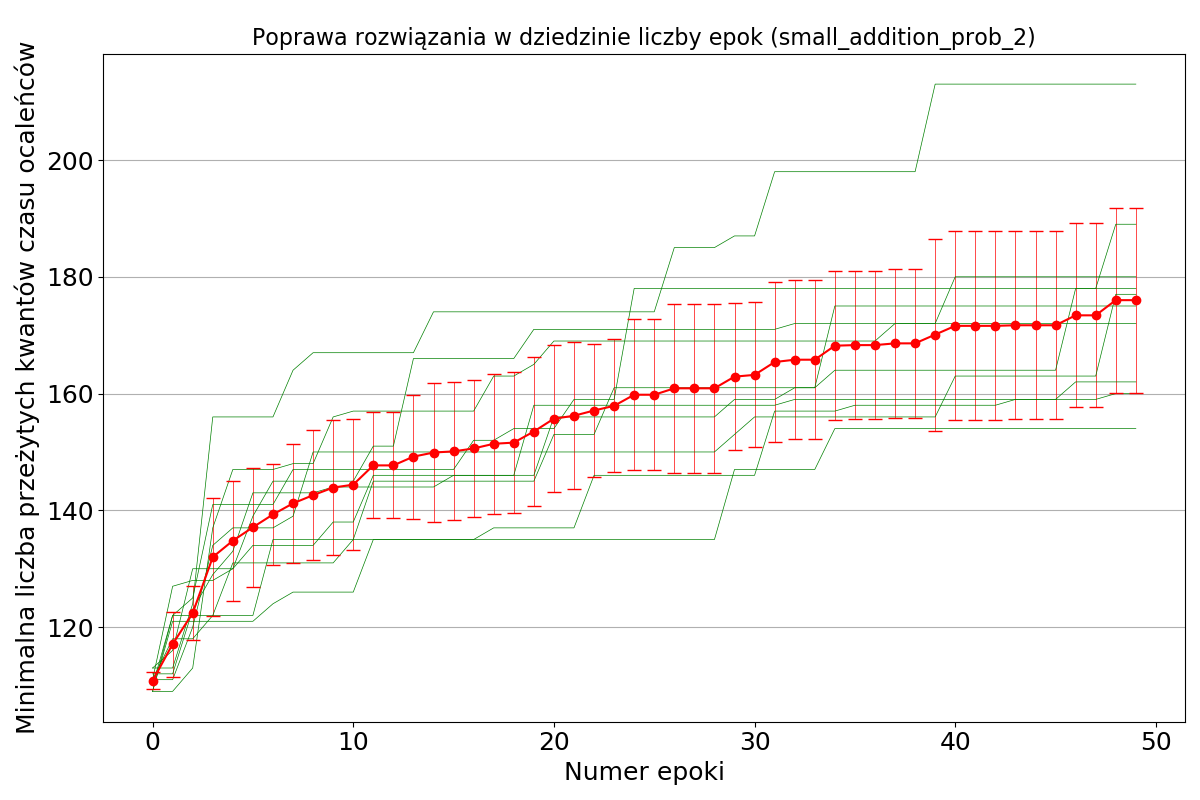 Poprawa rozwiązania w dziedzinie liczby epok (small_addition_prob_2)
Minimalna liczba przeżytych kwantów czasu ocaleńców
200
180
160
140
120
0 10 20 30 40 50
Numer epoki